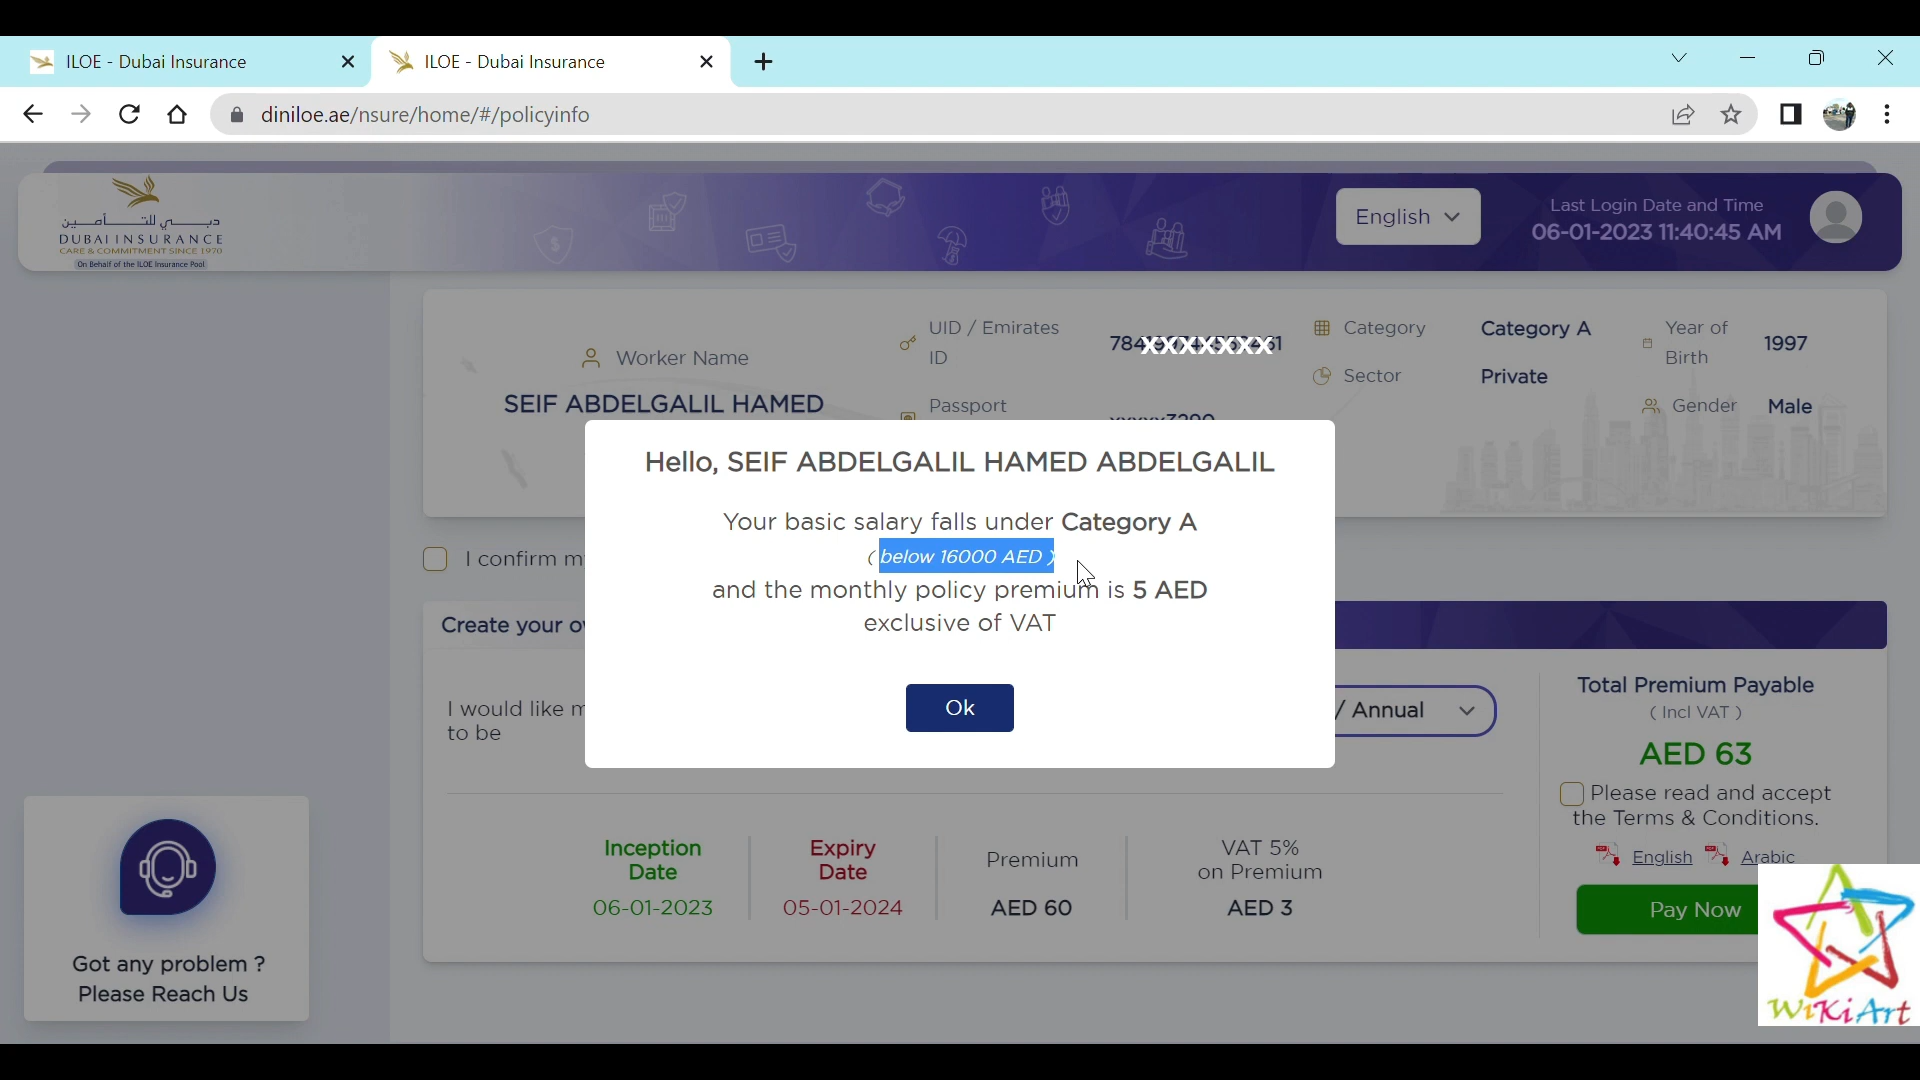 ILOE - Dubai Insurance
ILOE - Dubai Insurance
diniloe.ae/nsure/home/#/policyinfo
دبي للتأمين
DUBAI INSURANCE
CARE & COMMITMENT SINCE 1970
On Behalf of the ILOE Insurance Pool
English
Last Login Date and Time
06-01-2023 11:40:45 AM
Worker Name
SEIF ABDELGALIL HAMED
UID / Emirates
ID
XXXXXXX
Passport
Category
Category A
Sector
Private
Year of
Birth
1997
Gender
Male
Hello, SEIF ABDELGALIL HAMED ABDELGALIL
Your basic salary falls under Category A
( below 16000 AED )
and the monthly policy premium is 5 AED
exclusive of VAT
Ok
I confirm
Create your
I would like
to be
/ Annual
Total Premium Payable
( Incl VAT )
AED 63
Please read and accept
the Terms & Conditions.
English
Arabic
Pay Now
Inception
Date
06-01-2023
Expiry
Date
05-01-2024
Premium
AED 60
VAT 5%
on Premium
AED 3
Got any problem ?
Please Reach Us
WiKiArt